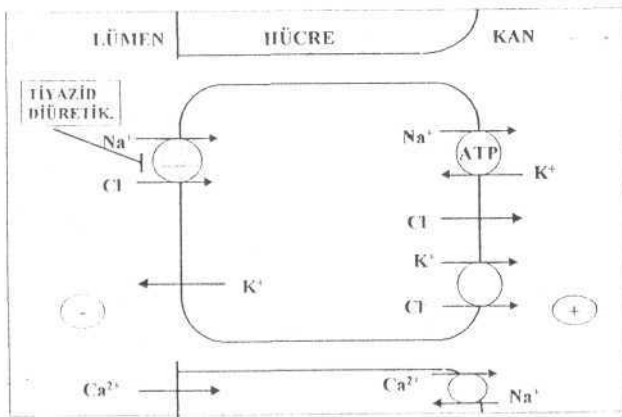 LÜMEN HÜCRE KAN
TİYAZİD
DİÜRETİK.
Na⁺ Na⁺
ATP
Cl K⁺
Cl
K⁺
K⁺
Cl
- +
Ca²⁺ Ca²⁺
Na⁺